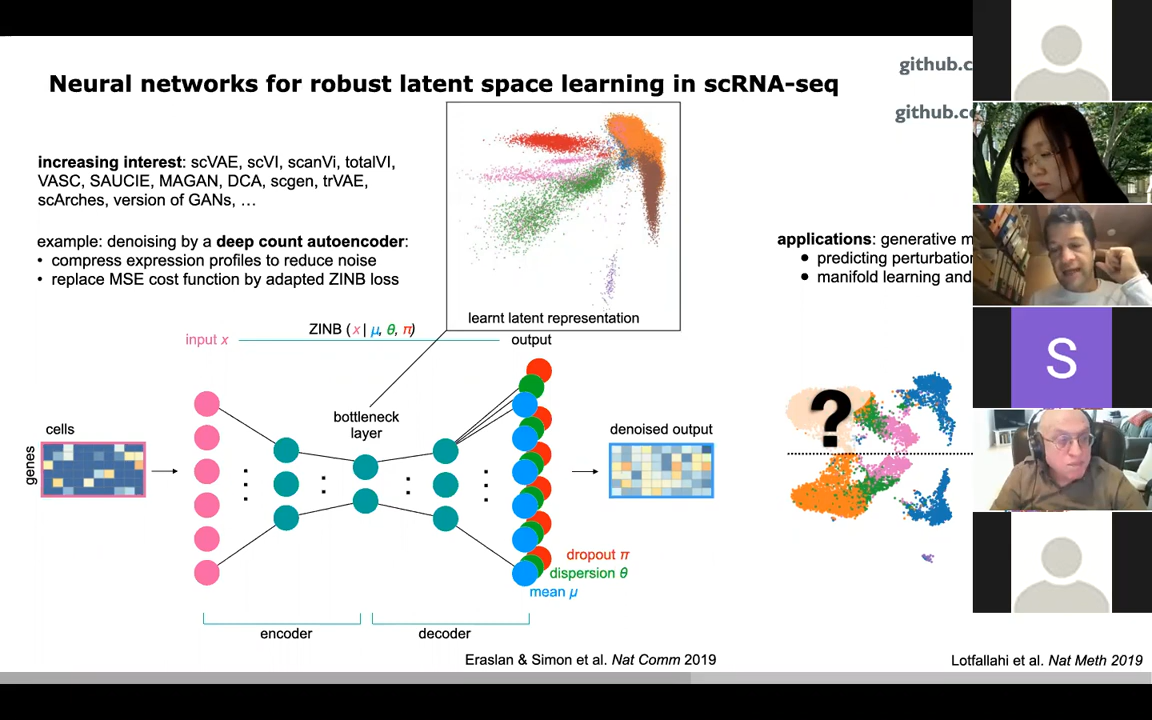 Neural networks for robust latent space learning in scRNA-seq
github.c
github.co
increasing interest: scVAE, scVI, scanVi, totalVI,
VASC, SAUCIE, MAGAN, DCA, scgen, trVAE,
scArches, version of GANs, …
example: denoising by a deep count autoencoder:
• compress expression profiles to reduce noise
• replace MSE cost function by adapted ZINB loss
learnt latent representation
applications: generative m
• predicting perturbation
• manifold learning and
ZINB (x | μ, θ, π)
input x
output
bottleneck
layer
cells
genes
denoised output
?
S
dropout π
dispersion θ
mean μ
encoder
decoder
Eraslan & Simon et al. Nat Comm 2019
Lotfallahi et al. Nat Meth 2019